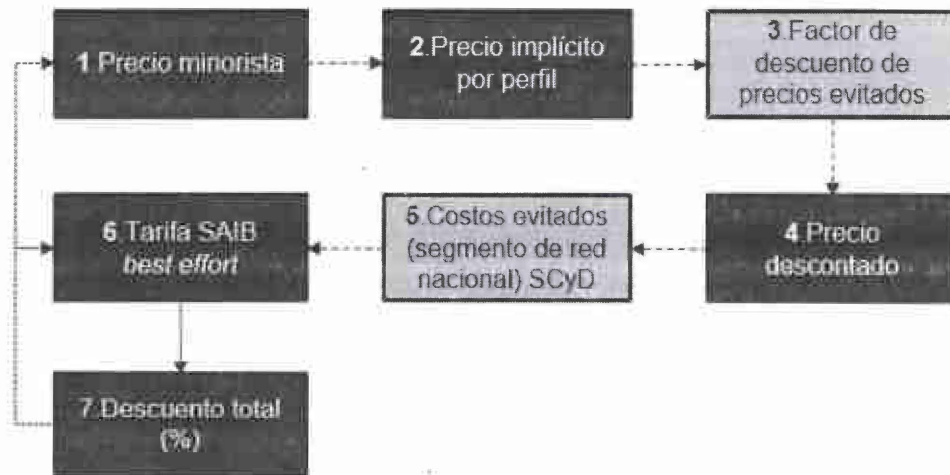 1.Precio minorista
2.Precio implícito
por perfil
3.Factor de
descuento de
precios evitados
6.Tarifa SAIB
best effort
5.Costos evitados
(segmento de red
nacional) SCyD
4.Precio
descontado
7.Descuento total
(%)